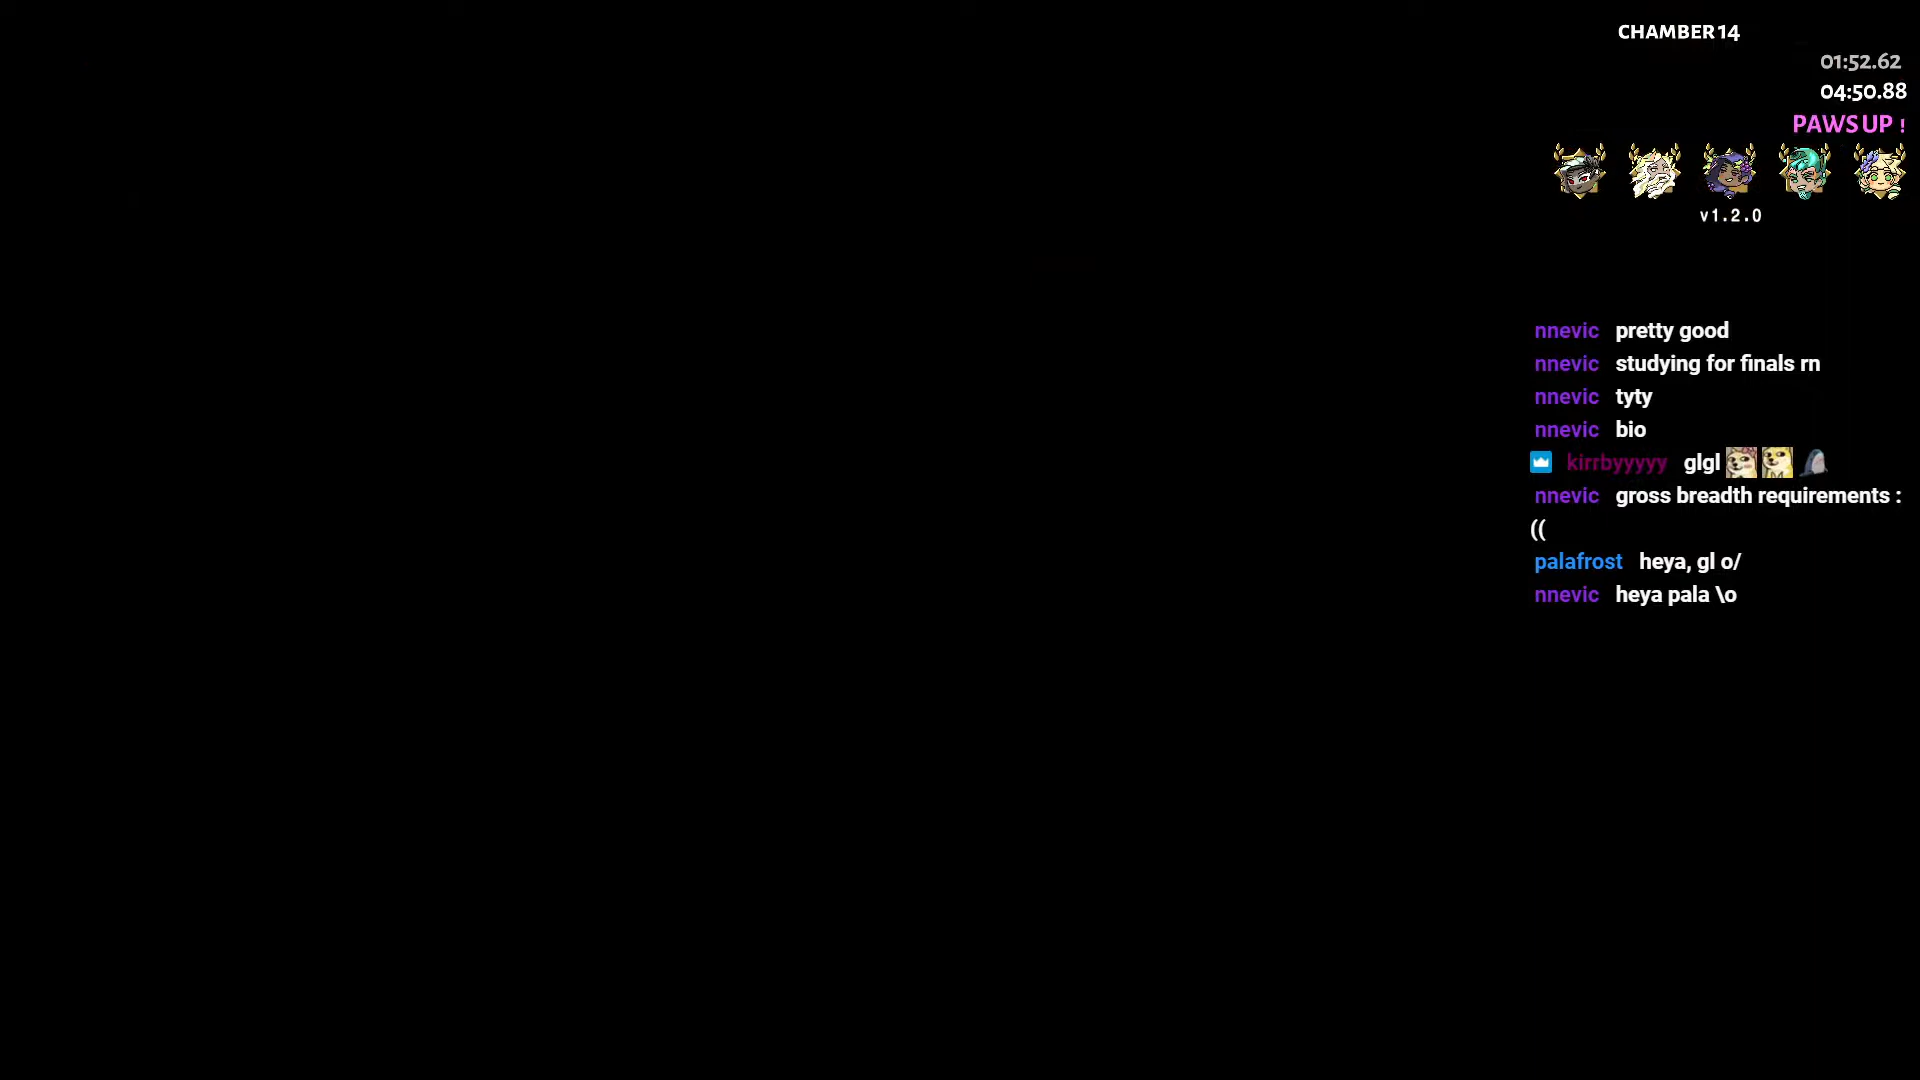 CHAMBER 14
01:52.62
04:50.88
PAWS UP !
v1.2.0
nnevic pretty good
nnevic studying for finals rn
nnevic tyty
nnevic bio
kirrbyyyyy glgl
nnevic gross breadth requirements :
((
palafrost heya, gl o/
nnevic heya pala \o